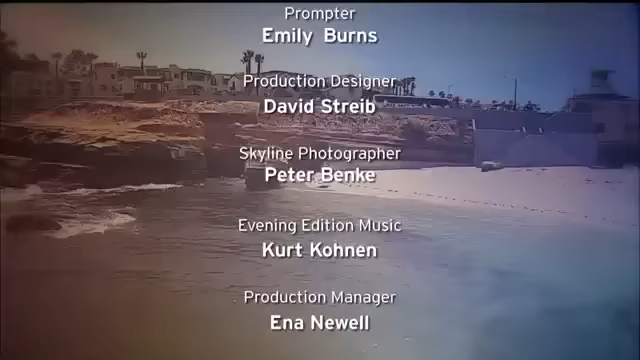 Prompter
Emily Burns
Production Designer
David Streib
Skyline Photographer
Peter Benke
Evening Edition Music
Kurt Kohnen
Production Manager
Ena Newell